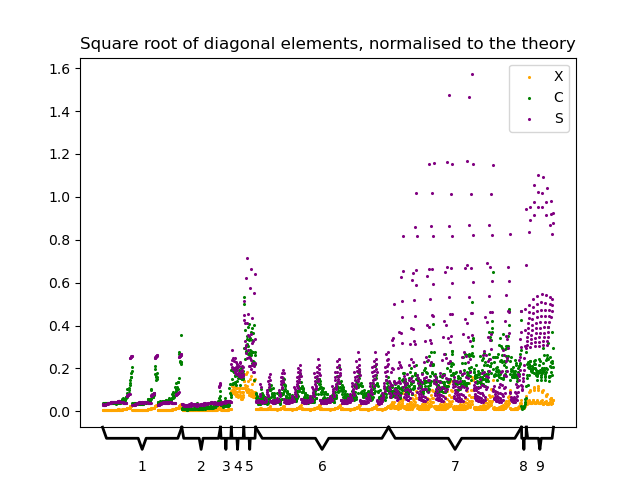 Square root of diagonal elements, normalised to the theory
X
C
S
1.6
1.4
1.2
1.0
0.8
0.6
0.4
0.2
0.0
1 2 3 4 5 6 7 8 9